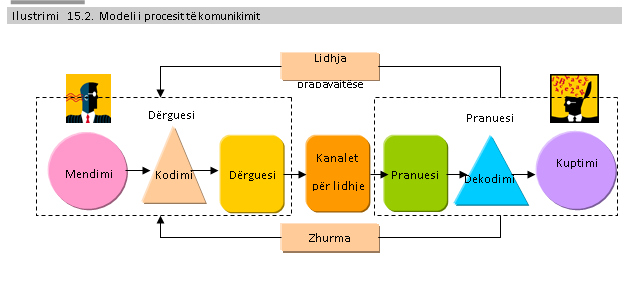 Ilustrimi 15.2. Modeli i procesit të komunikimit
Lidhja
prapavajtëse
Dërguesi
Pranuesi
Mendimi
Kodimi
Dërguesi
Kanalet
për lidhje
Pranuesi
Dekodimi
Kuptimi
Zhurma